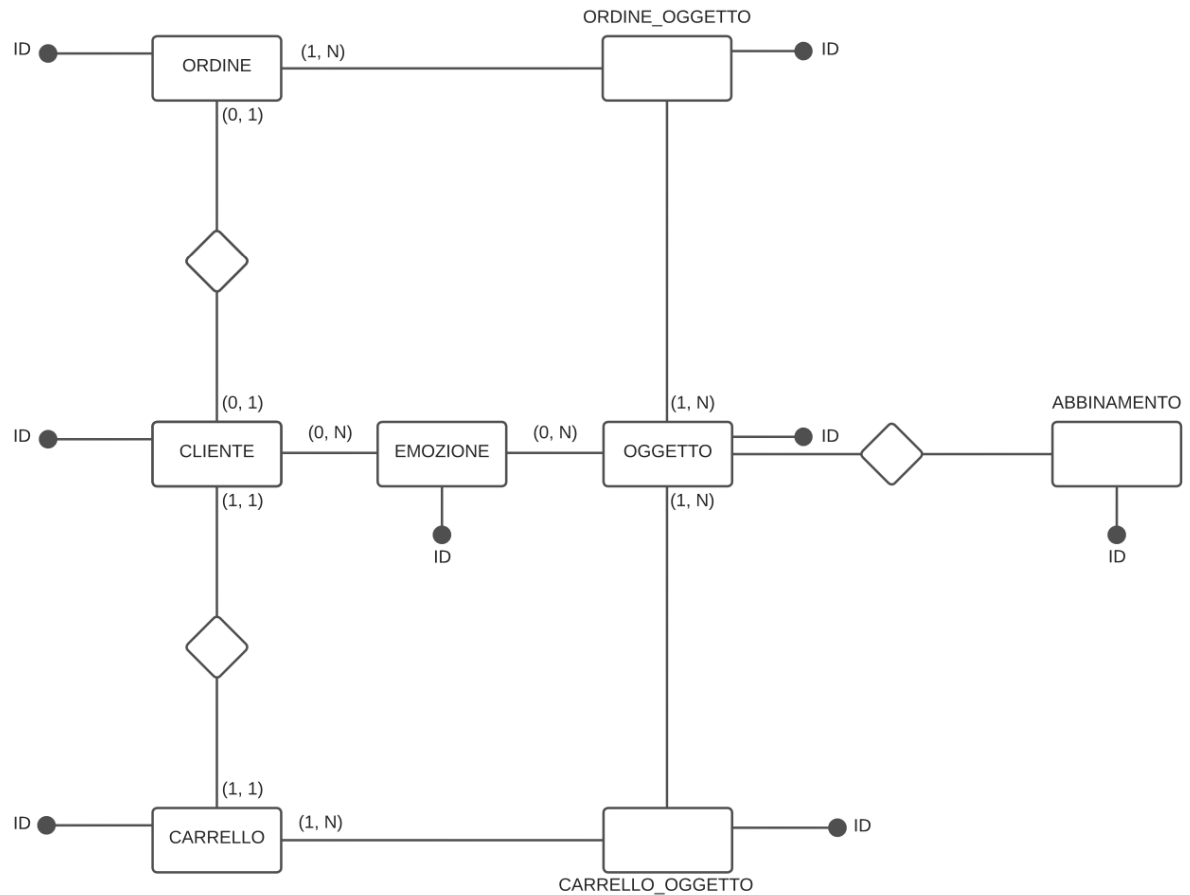 ORDINE_OGGETTO
ID
ORDINE
(1, N)
ID
(0, 1)
(0, 1)
(1, N)
ABBINAMENTO
ID
CLIENTE
(0, N)
EMOZIONE
(0, N)
OGGETTO
ID
(1, 1)
(1, N)
ID
ID
(1, 1)
ID
CARRELLO
(1, N)
ID
CARRELLO_OGGETTO